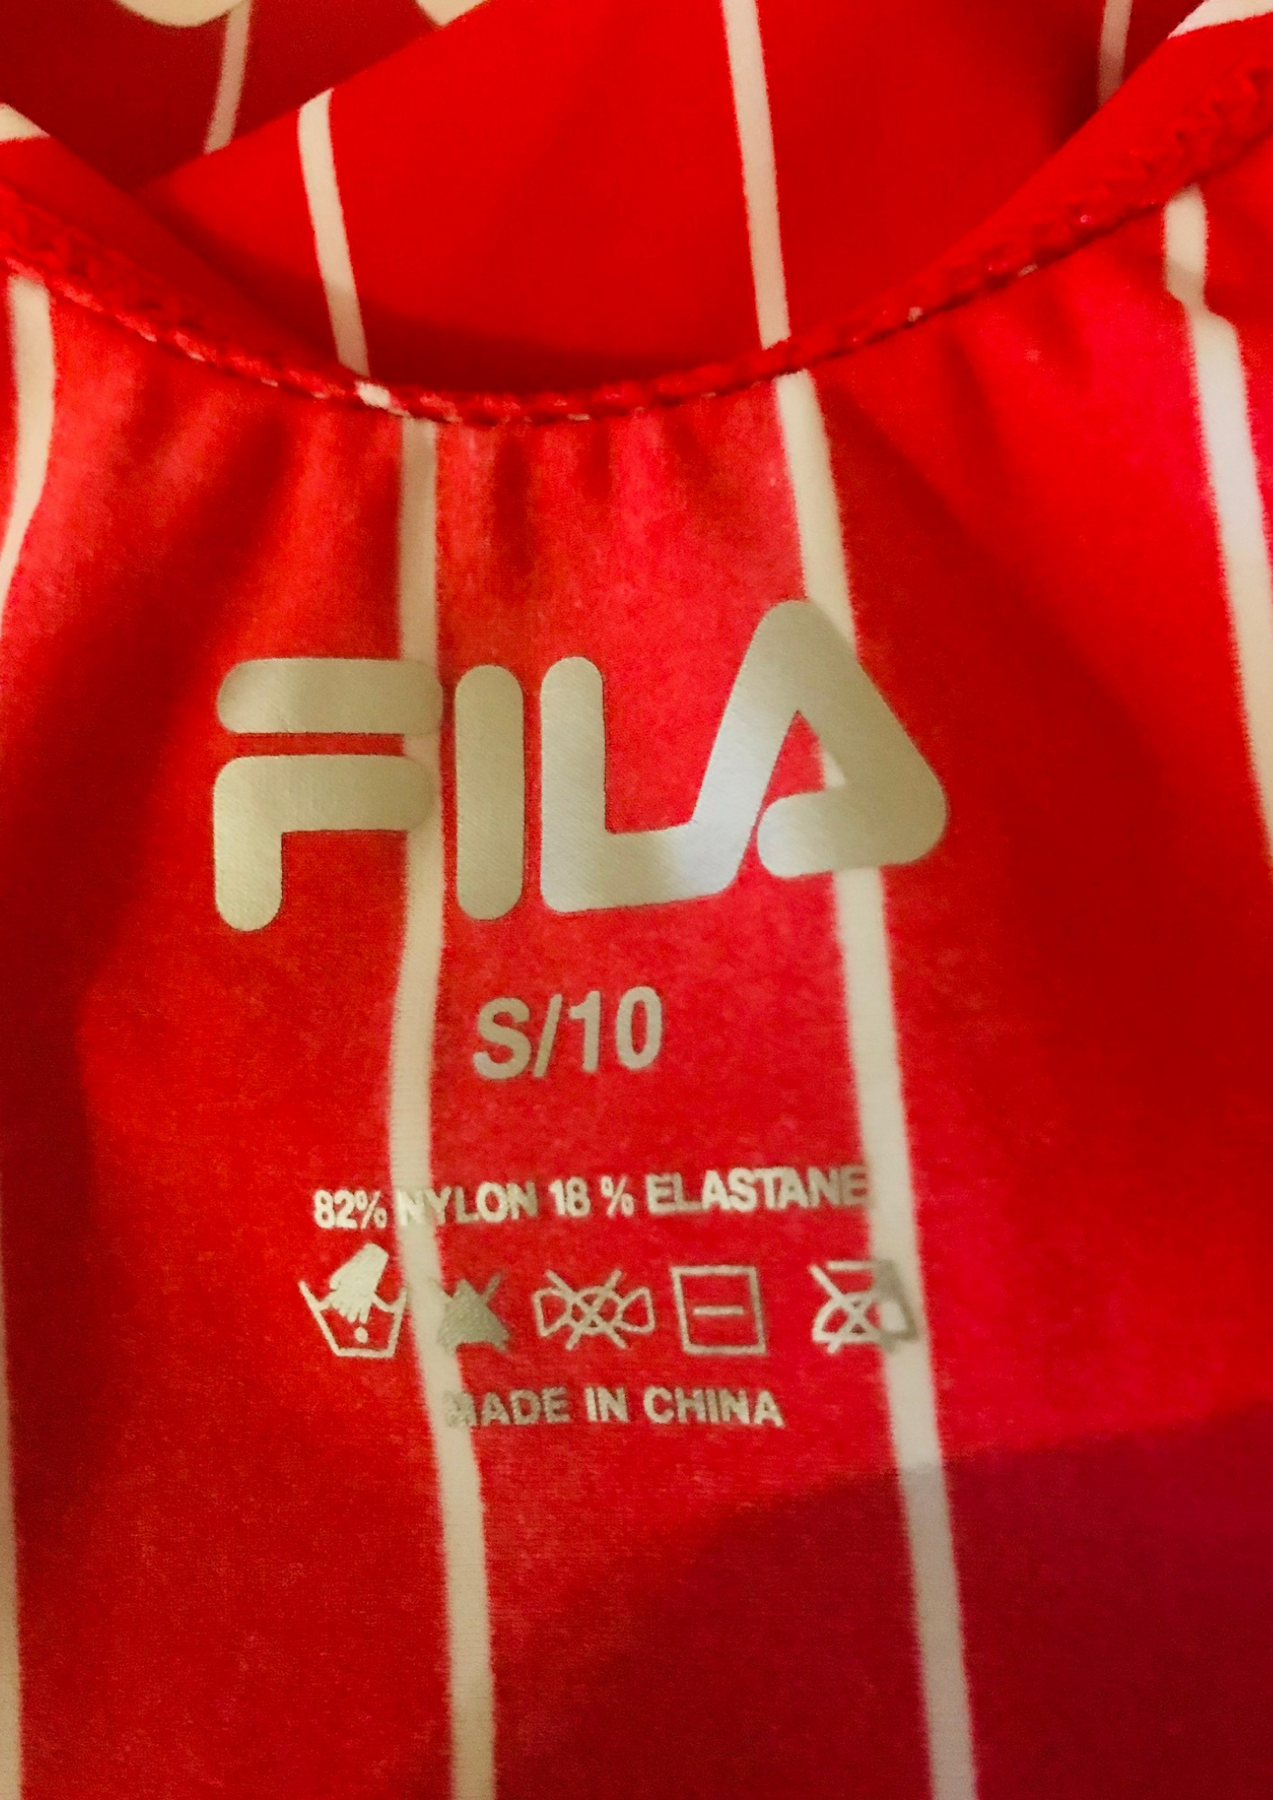 FILA
S/10
82% NYLON 18 % ELASTANE
MADE IN CHINA